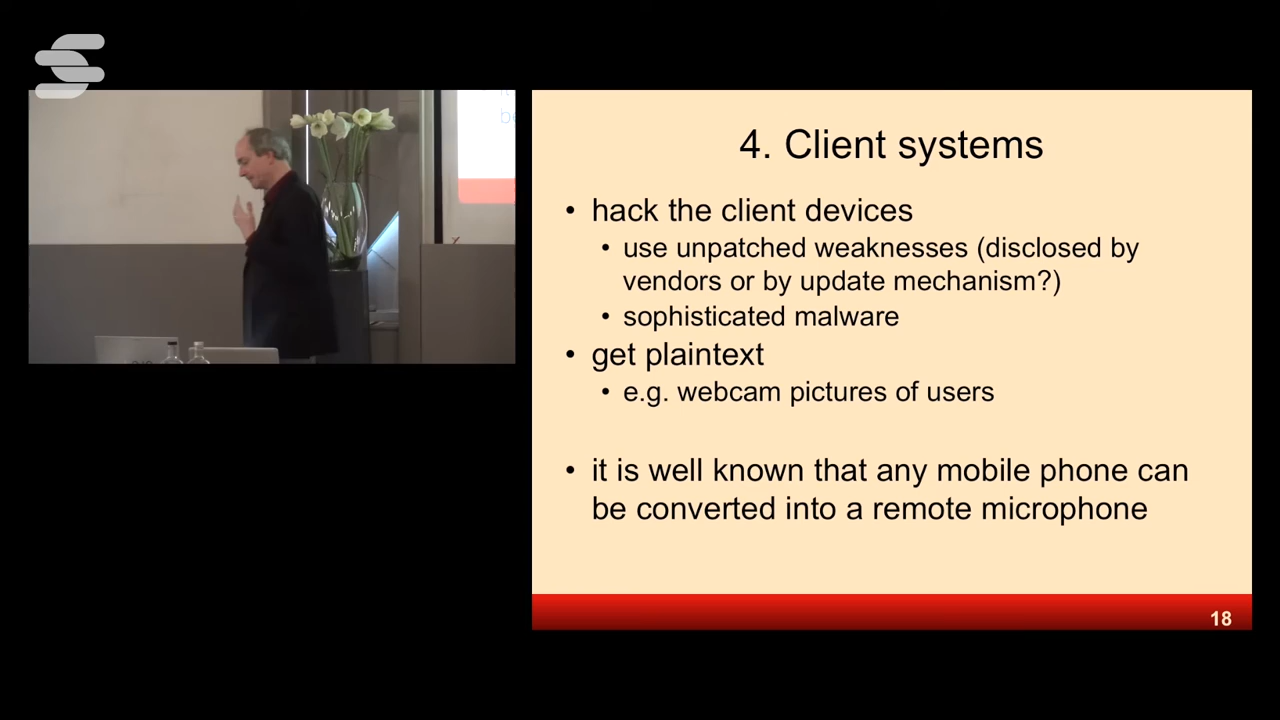 4. Client systems
• hack the client devices
• use unpatched weaknesses (disclosed by
vendors or by update mechanism?)
• sophisticated malware
• get plaintext
• e.g. webcam pictures of users
• it is well known that any mobile phone can
be converted into a remote microphone
18